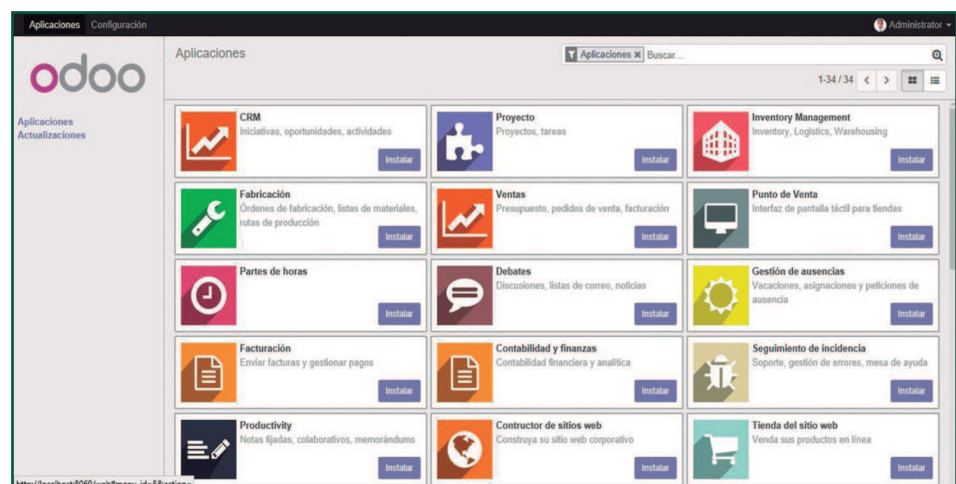 Aplicaciones Configuración
Administrator
odoo
Aplicaciones
Aplicaciones × Buscar...
1-34 / 34
Aplicaciones
Actualizaciones
CRM
Iniciativas, oportunidades, actividades
Instalar
Proyecto
Proyectos, tareas
Instalar
Inventory Management
Inventory, Logistics, Warehousing
Instalar
Fabricación
Órdenes de fabricación, listas de materiales,
rutas de producción
Instalar
Ventas
Presupuesto, pedidos de venta, facturación
Instalar
Punto de Venta
Interfaz de pantalla táctil para tiendas
Instalar
Partes de horas
Instalar
Debates
Discusiones, listas de correo, noticias
Instalar
Gestión de ausencias
Vacaciones, asignaciones y peticiones de
ausencia
Instalar
Facturación
Enviar facturas y gestionar pagos
Instalar
Contabilidad y finanzas
Contabilidad financiera y analítica
Instalar
Seguimiento de incidencia
Soporte, gestión de errores, mesa de ayuda
Instalar
Productivity
Notas fijadas, colaborativos, memorándums
Instalar
Contructor de sitios web
Construya su sitio web corporativo
Instalar
Tienda del sitio web
Venda sus productos en línea
Instalar